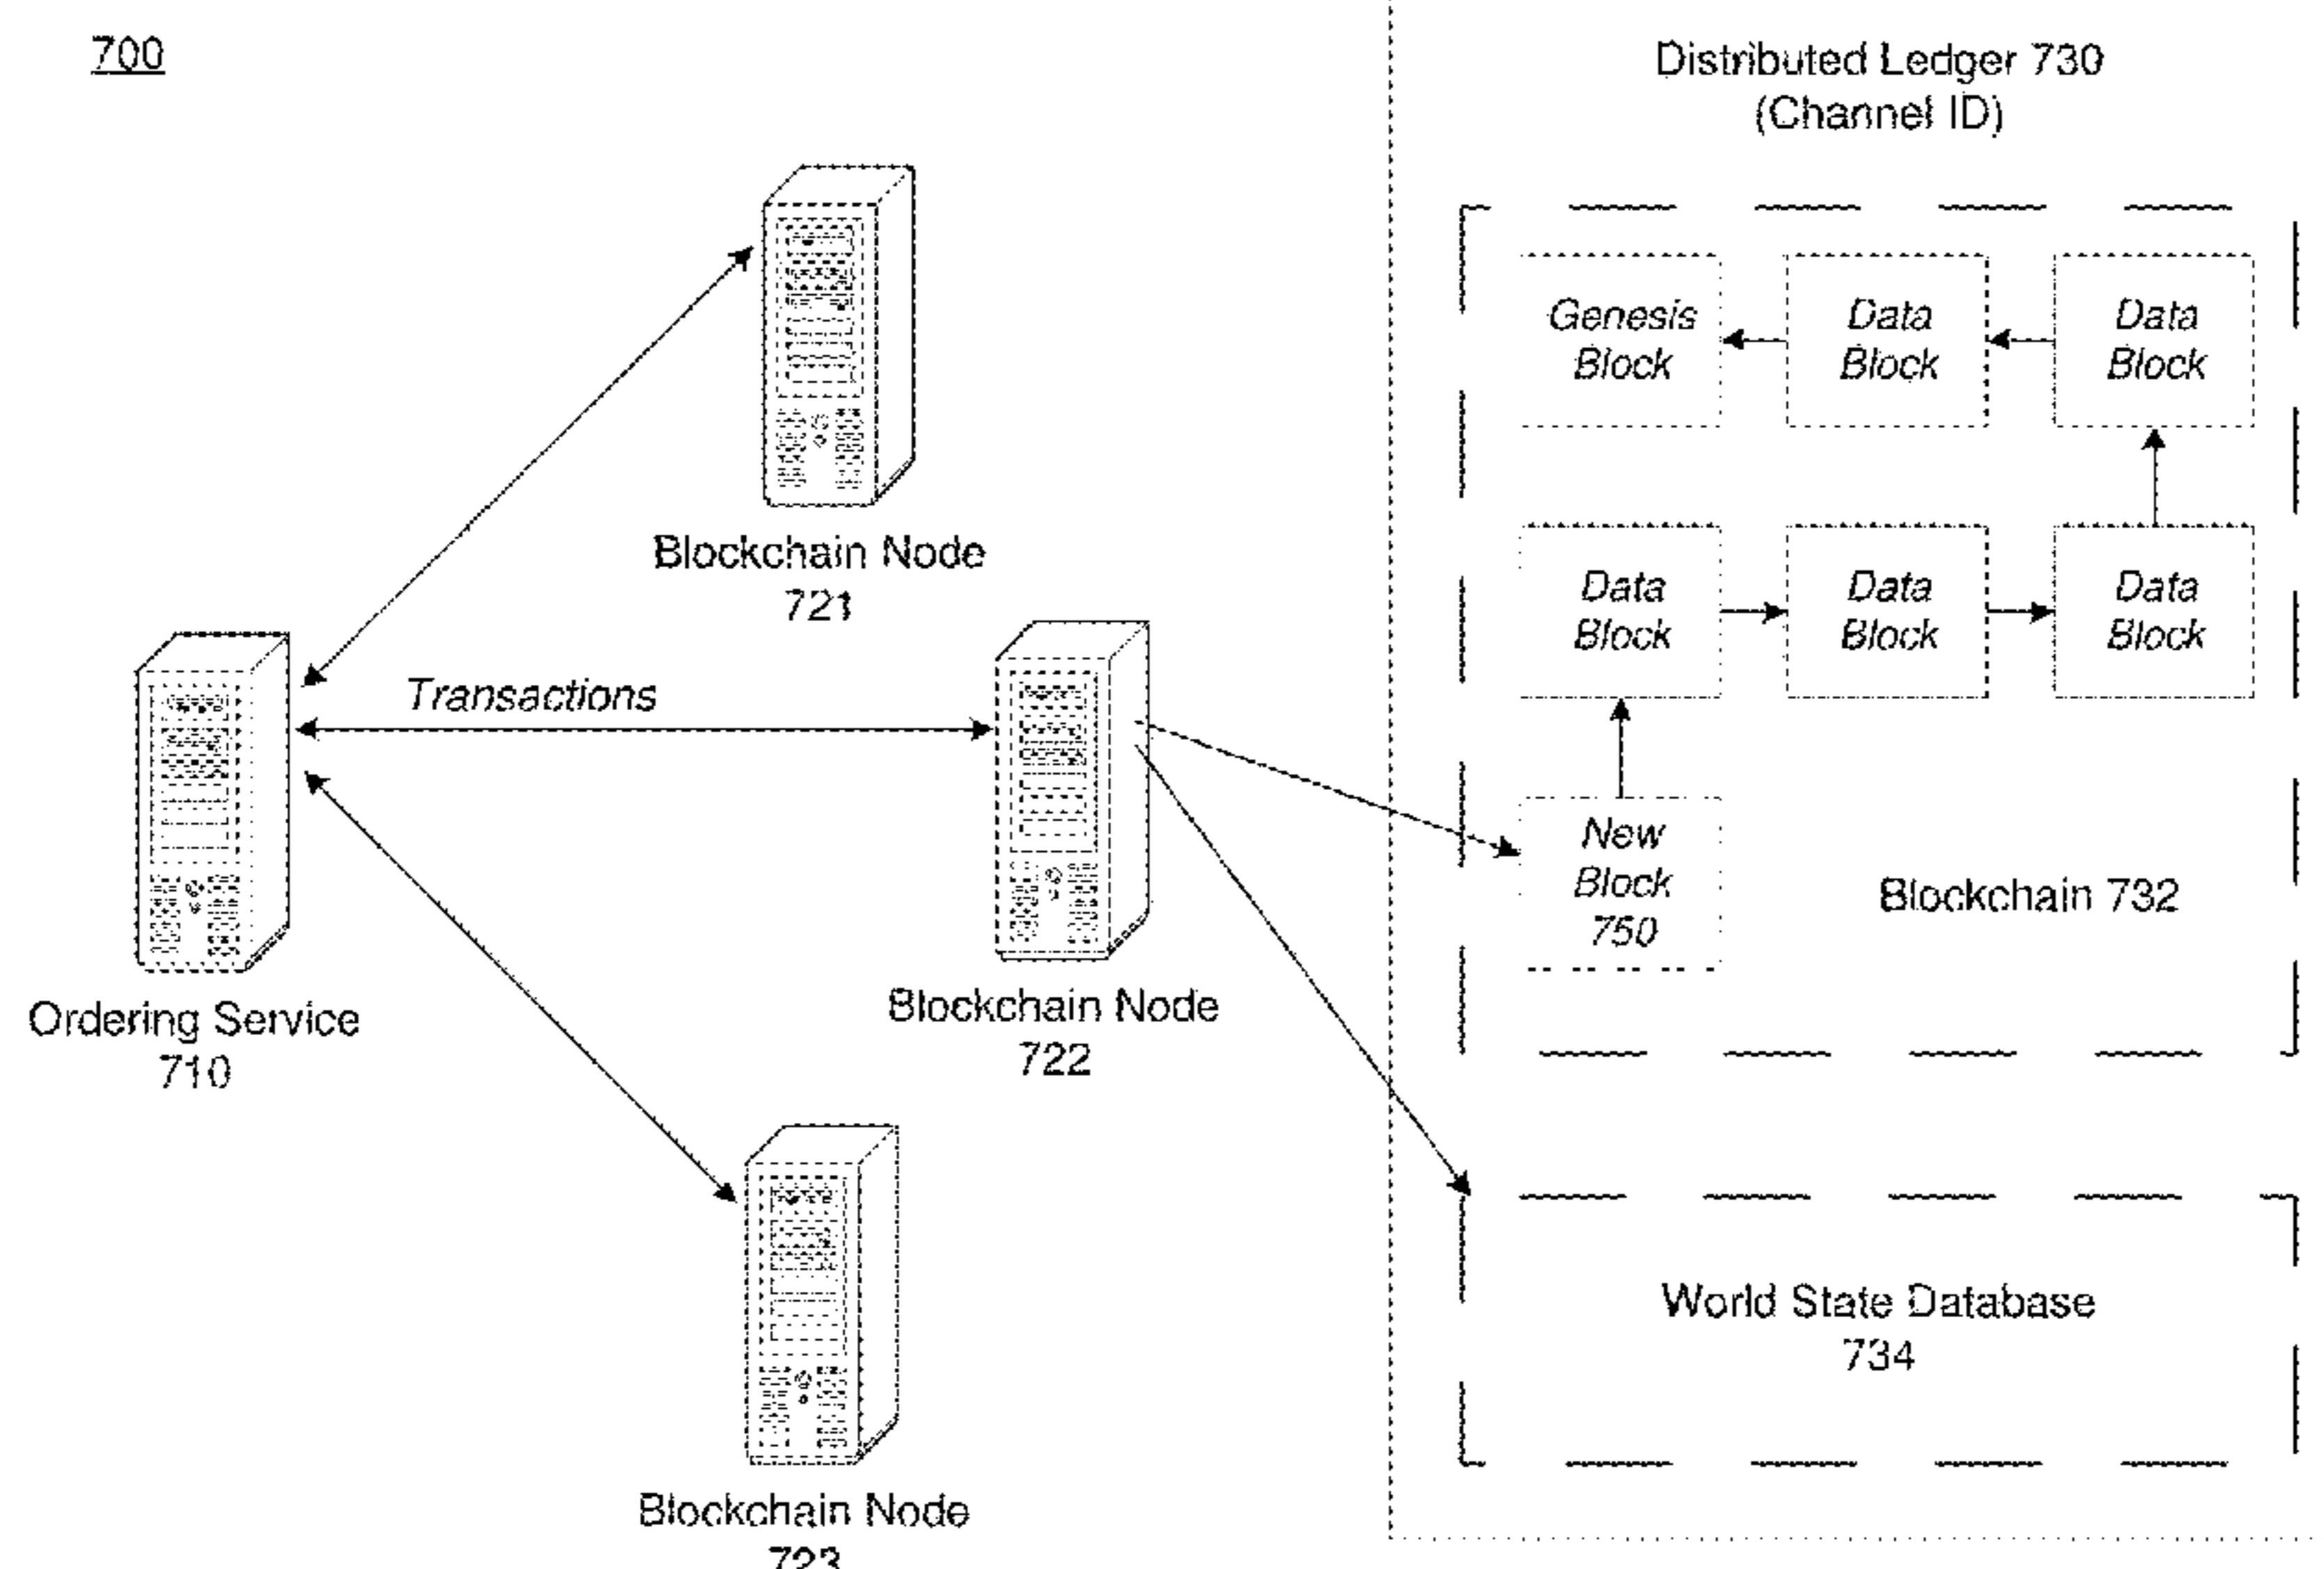 700
Distributed Ledger 730
(Channel ID)
Genesis
Block
Data
Block
Data
Block
Blockchain Node
721
Data
Block
Data
Block
Data
Block
Transactions
New
Block
750
Blockchain 732
Ordering Service
710
Blockchain Node
722
World State Database
734
Blockchain Node
723